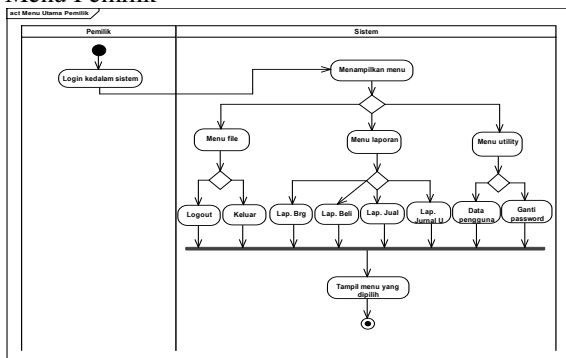 Menu Pemilik
act Menu Utama Pemilik
Pemilik
Sistem
Login kedalam sistem
Menampilkan menu
Menu file
Menu laporan
Menu utility
Logout
Keluar
Lap. Brg
Lap. Beli
Lap. Jual
Lap.
Jurnal U
Data
pengguna
Ganti
password
Tampil menu yang
dipilih